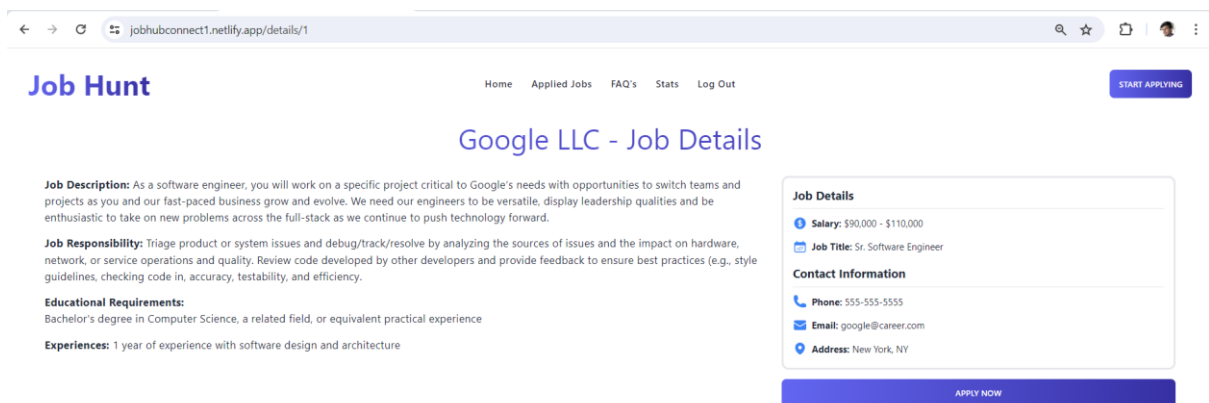 jobhubconnect1.netlify.app/details/1
Job Hunt
Home Applied Jobs FAQ's Stats Log Out
START APPLYING
Google LLC - Job Details
Job Description: As a software engineer, you will work on a specific project critical to Google's needs with opportunities to switch teams and
projects as you and our fast-paced business grow and evolve. We need our engineers to be versatile, display leadership qualities and be
enthusiastic to take on new problems across the full-stack as we continue to push technology forward.
Job Responsibility: Triage product or system issues and debug/track/resolve by analyzing the sources of issues and the impact on hardware,
network, or service operations and quality. Review code developed by other developers and provide feedback to ensure best practices (e.g., style
guidelines, checking code in, accuracy, testability, and efficiency.
Educational Requirements:
Bachelor's degree in Computer Science, a related field, or equivalent practical experience
Experiences: 1 year of experience with software design and architecture
Job Details
Salary: $90,000 - $110,000
Job Title: Sr. Software Engineer
Contact Information
Phone: 555-555-5555
Email: google@career.com
Address: New York, NY
APPLY NOW